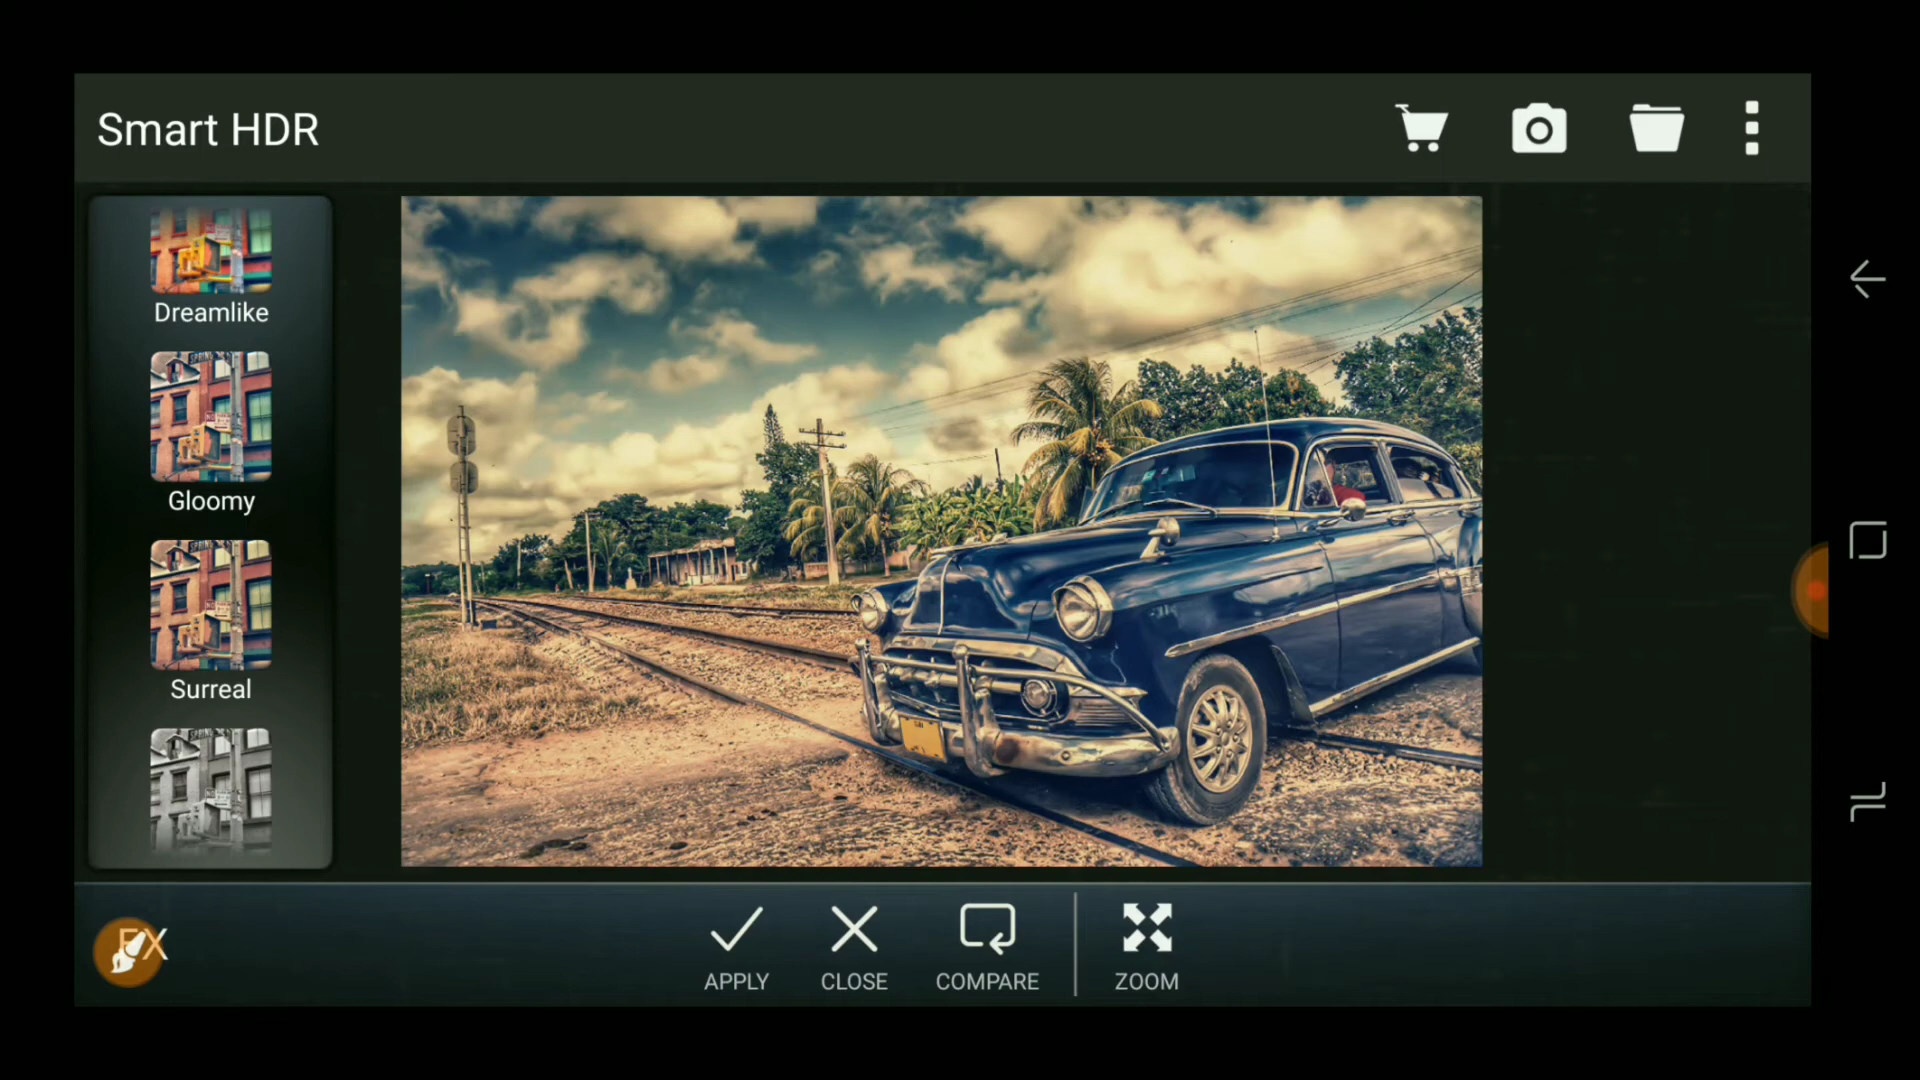 Smart HDR
Dreamlike
Gloomy
Surreal
FX
APPLY
CLOSE
COMPARE
ZOOM